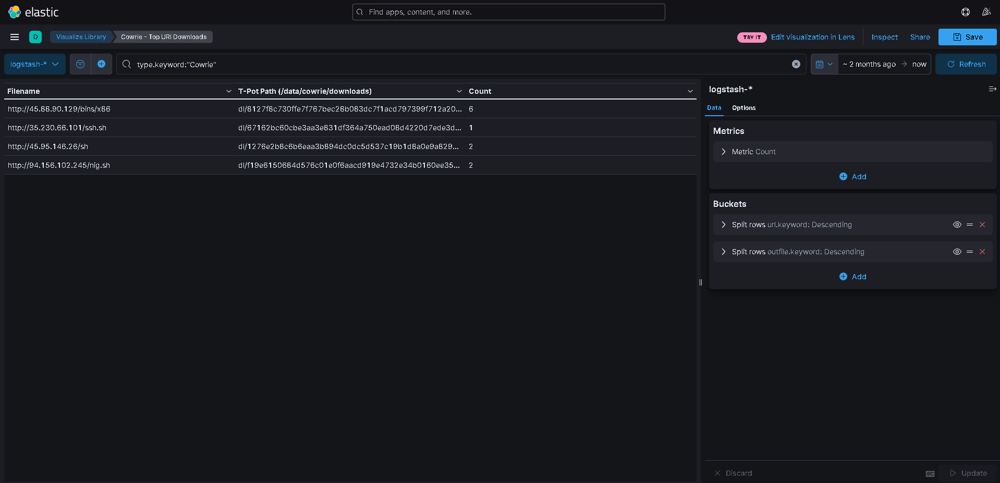 elastic
Find apps, content, and more.
D
Visualize Library
Cowrie - Top URI Downloads
TRY IT
Edit visualization in Lens
Inspect
Share
Save
logstash-*
type.keyword:"Cowrie"
~ 2 months ago → now
Refresh
Filename T-Pot Path (/data/cowrie/downloads) Count
http://45.88.90.129/bins/x86 dl/8127f8c730ffe7f767bec28b083dc7f1acd797399f712a20... 6
http://35.230.66.101/ssh.sh dl/67162bc60cbe3aa3e831df364a750ead08d4220d7ede3d... 1
http://45.95.146.26/sh dl/1276e2b8c6b6eaa3b894dc0dc5d537c19b1d8a0e9a829... 2
http://94.156.102.245/nig.sh dl/f19e6150684d576c01e0f6aacd919e4732e34b0160ee35... 2
logstash-*
Data
Options
Metrics
Metric Count
Add
Buckets
Split rows url.keyword: Descending
Split rows outfile.keyword: Descending
Add
Discard
Update